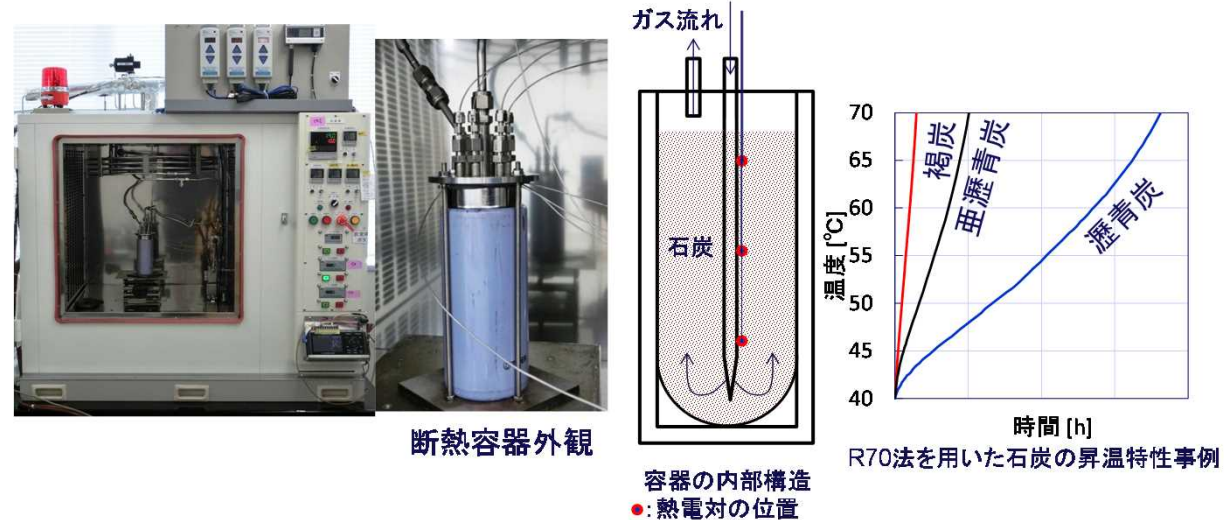 ガス流れ
石炭
断熱容器外観
容器の内部構造
●:熱電対の位置
70
65
60
55
50
45
40
温度 [℃]
褐炭
亜瀝青炭
瀝青炭
時間 [h]
R70法を用いた石炭の昇温特性事例